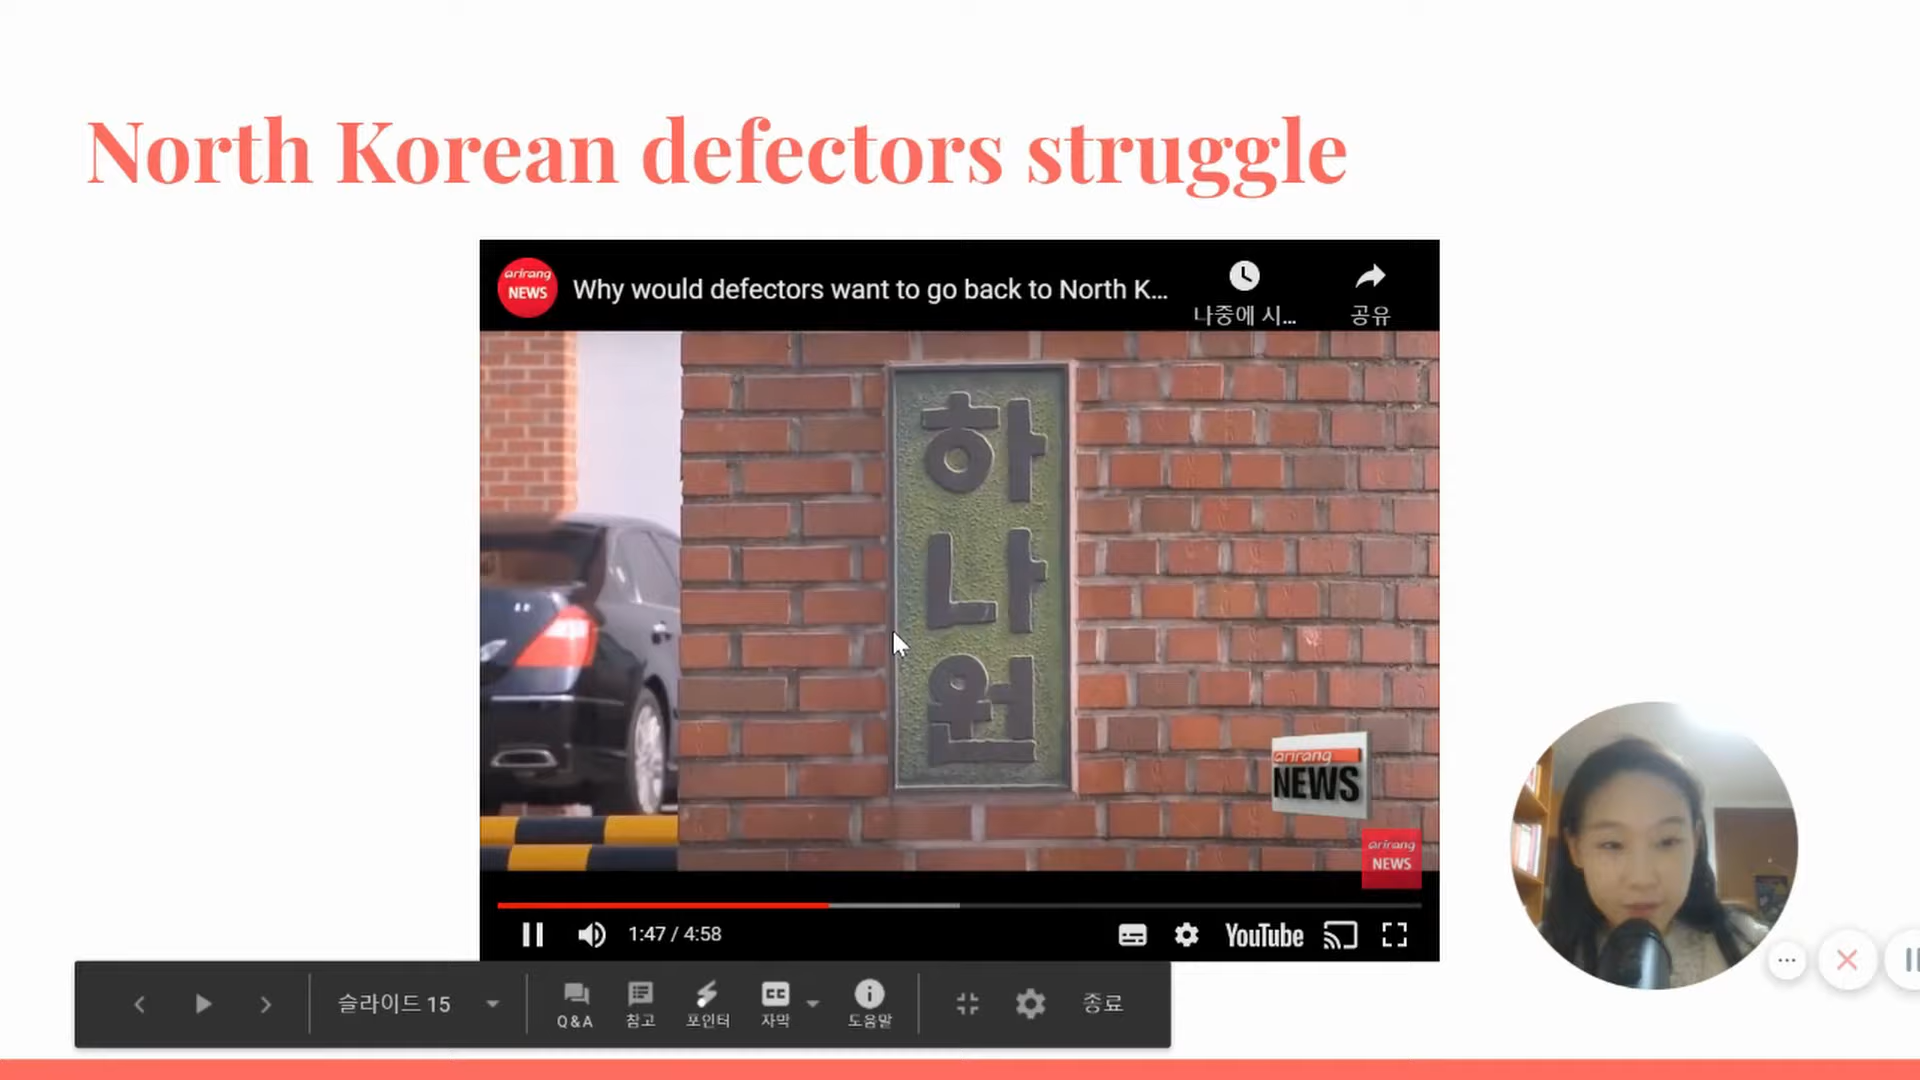 North Korean defectors struggle
arirang
NEWS
Why would defectors want to go back to North K...
나중에 시...
공유
하
나
원
arirang
NEWS
arirang
NEWS
1:47 / 4:58
YouTube
슬라이드 15
Q&A
참고
포인터
CC
자막
도움말
종료